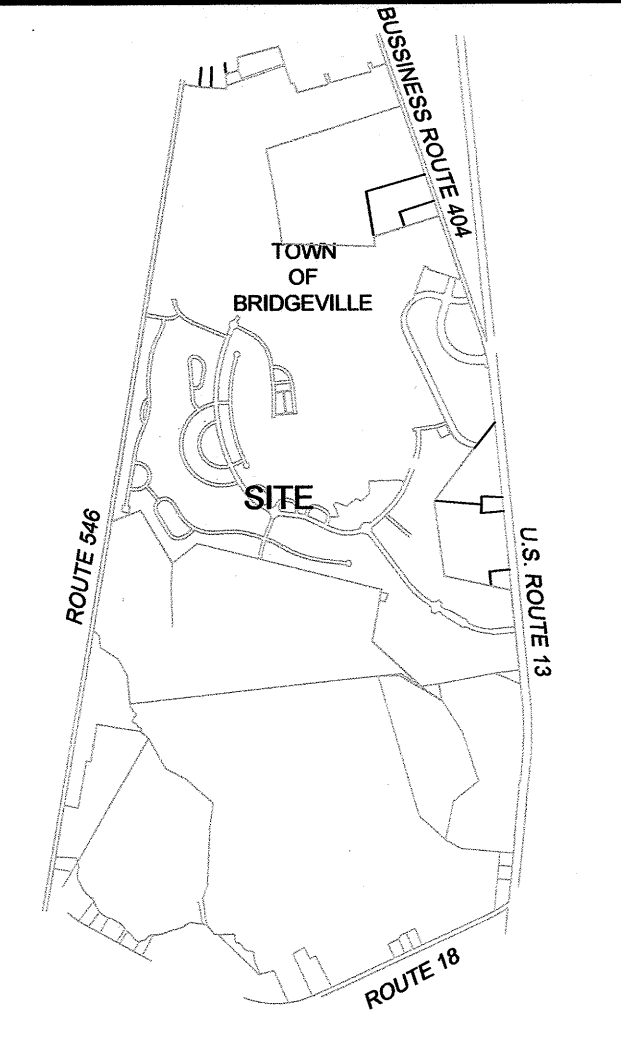 BUSSINESS ROUTE 404
TOWN
OF
BRIDGEVILLE
SITE
ROUTE 546
U.S. ROUTE 13
ROUTE 18